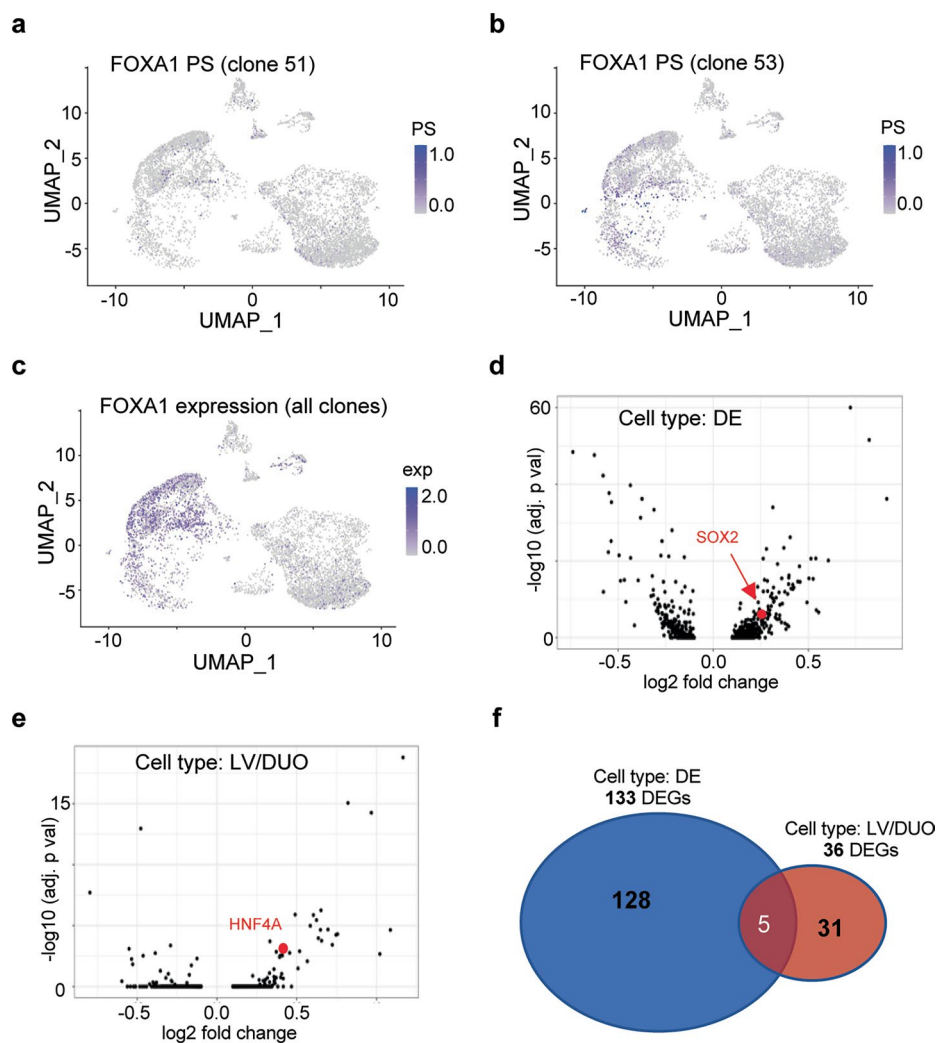 a
FOXA1 PS (clone 51)
UMAP_2
10
5
0
-5
-10
0
10
UMAP_1
PS
1.0
0.0
b
FOXA1 PS (clone 53)
UMAP_2
10
5
0
-5
-10
0
10
UMAP_1
PS
1.0
0.0
c
FOXA1 expression (all clones)
UMAP_2
10
5
0
-5
-10
0
10
UMAP_1
exp
2.0
0.0
d
Cell type: DE
-log10 (adj. p val)
60
0
SOX2
-0.5
0.0
0.5
log2 fold change
e
Cell type: LV/DUO
-log10 (adj. p val)
15
0
HNF4A
-0.5
0.0
0.5
log2 fold change
f
Cell type: DE
133 DEGs
Cell type: LV/DUO
36 DEGs
128
5
31